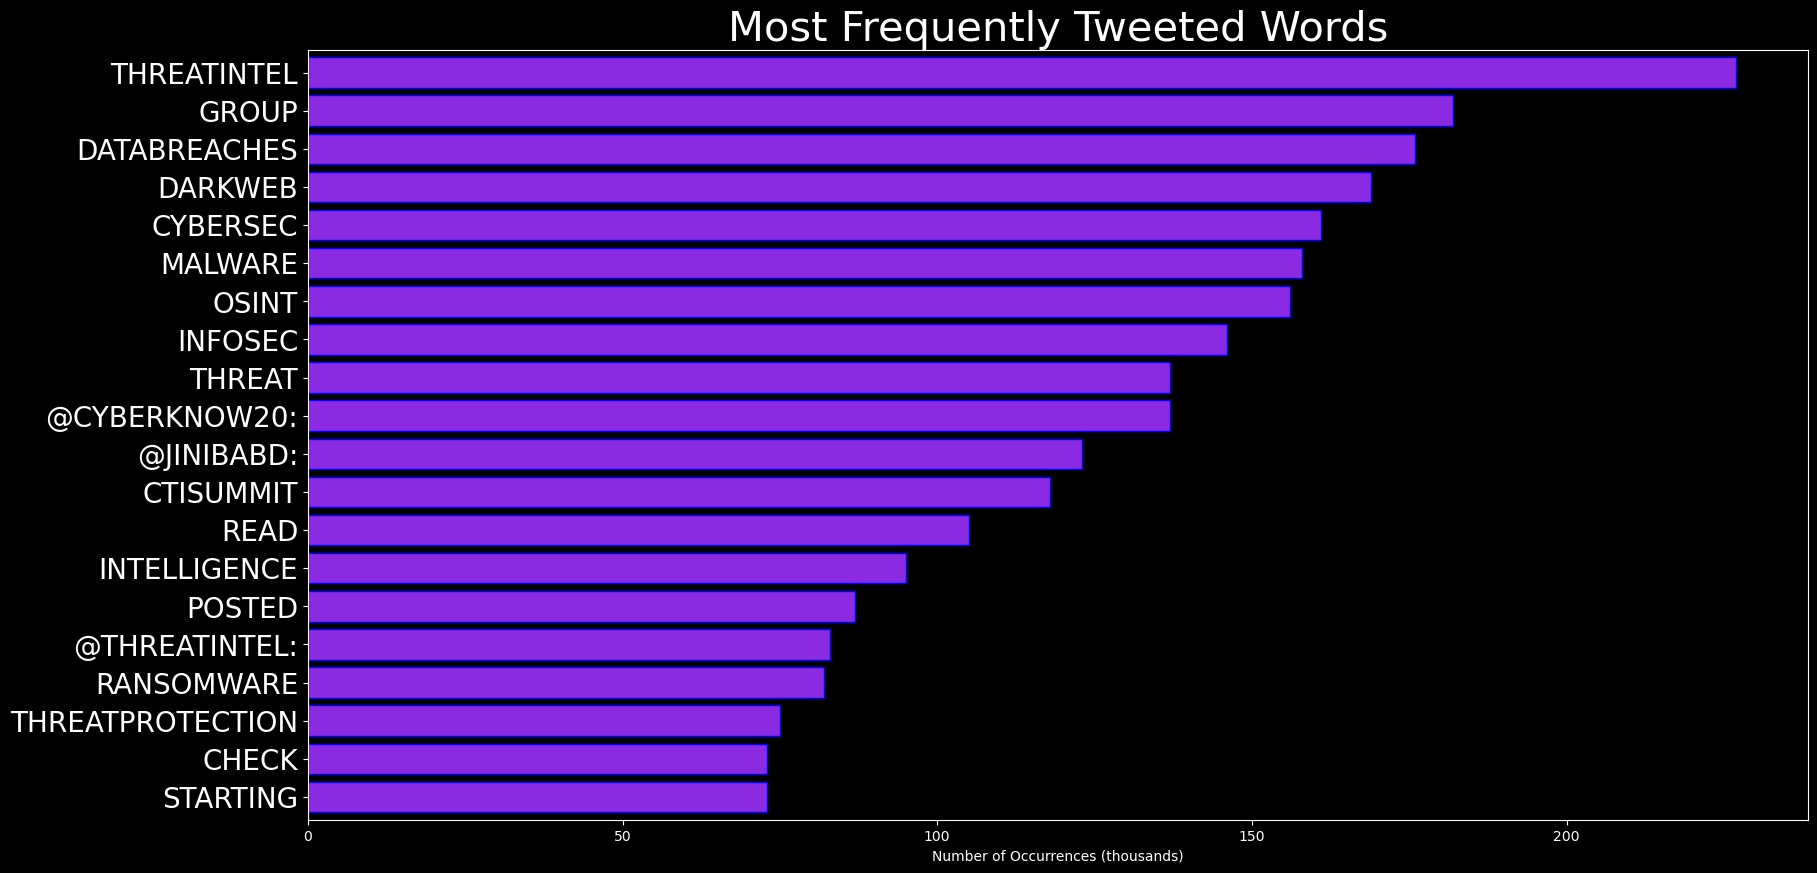 Most Frequently Tweeted Words
THREATINTEL
GROUP
DATABREACHES
DARKWEB
CYBERSEC
MALWARE
OSINT
INFOSEC
THREAT
@CYBERKNOW20:
@JINIBABD:
CTISUMMIT
READ
INTELLIGENCE
POSTED
@THREATINTEL:
RANSOMWARE
THREATPROTECTION
CHECK
STARTING
0 50 100 150 200
Number of Occurrences (thousands)